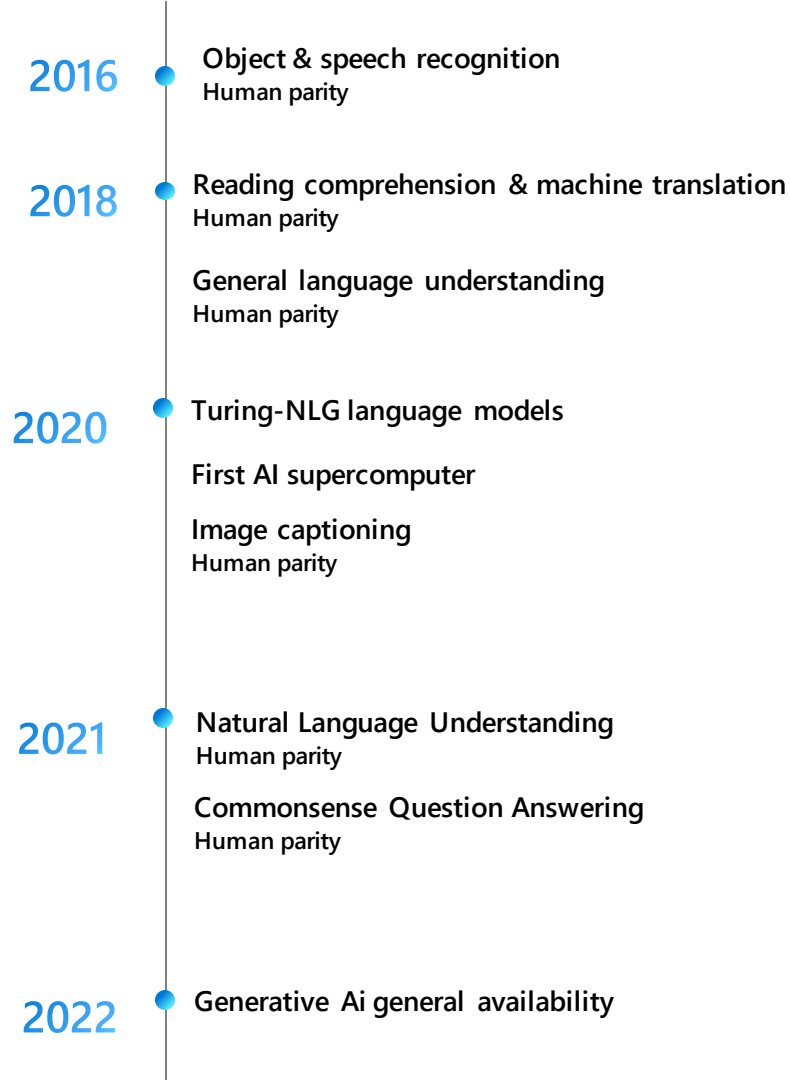 2016
Object & speech recognition
Human parity
2018
Reading comprehension & machine translation
Human parity
General language understanding
Human parity
2020
Turing-NLG language models
First AI supercomputer
Image captioning
Human parity
2021
Natural Language Understanding
Human parity
Commonsense Question Answering
Human parity
2022
Generative Ai general availability